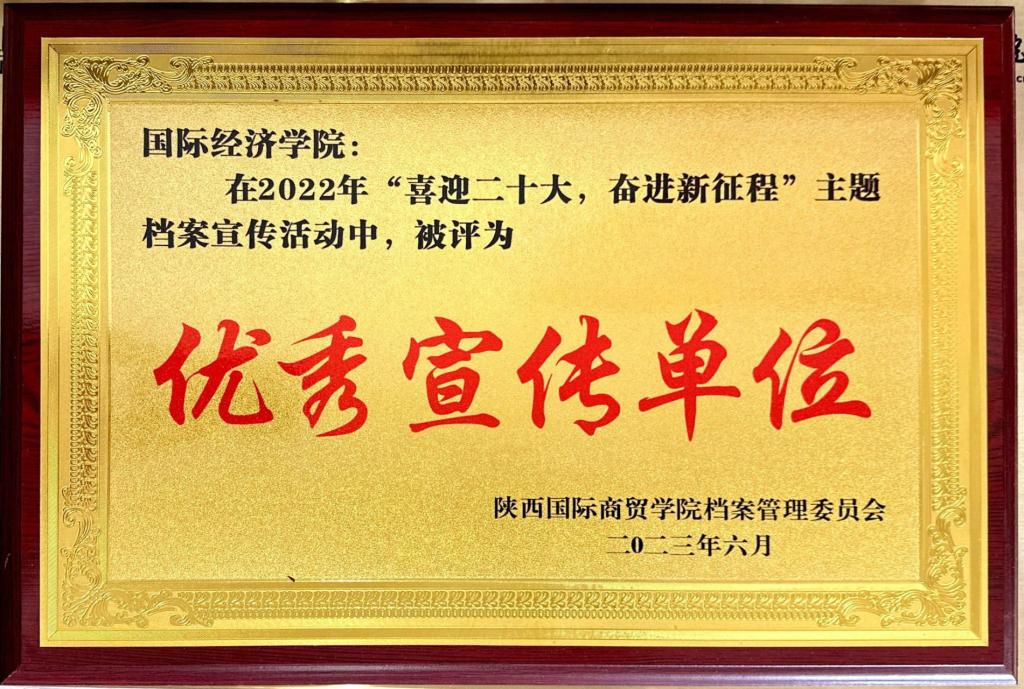 国际经济学院：
在2022年“喜迎二十大，奋进新征程”主题
档案宣传活动中，被评为
优秀宣传单位
陕西国际商贸学院档案管理委员会
二0二三年六月